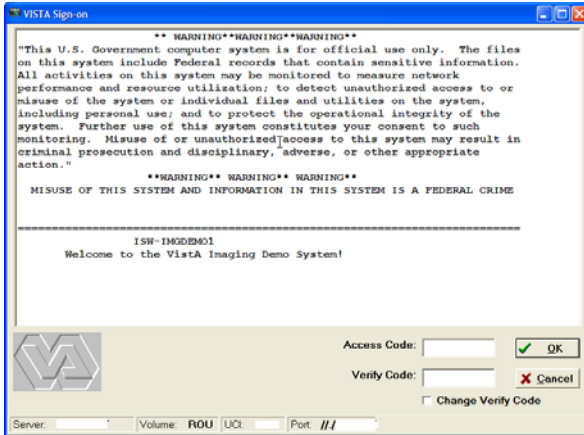 VISTA Sign-on
** WARNING**WARNING**WARNING**
"This U.S. Government computer system is for official use only. The files
on this system include Federal records that contain sensitive information.
All activities on this system may be monitored to measure network
performance and resource utilization; to detect unauthorized access to or
misuse of the system or individual files and utilities on the system,
including personal use; and to protect the operational integrity of the
system. Further use of this system constitutes your consent to such
monitoring. Misuse of or unauthorized access to this system may result in
criminal prosecution and disciplinary, adverse, or other appropriate
action."
**WARNING** WARNING** WARNING**
MISUSE OF THIS SYSTEM AND INFORMATION IN THIS SYSTEM IS A FEDERAL CRIME
======================================================================
ISW-IMGDEMO1
Welcome to the VistA Imaging Demo System!
Access Code:
OK
Verify Code:
Cancel
Change Verify Code
Server: Volume: ROU UCI: Port: